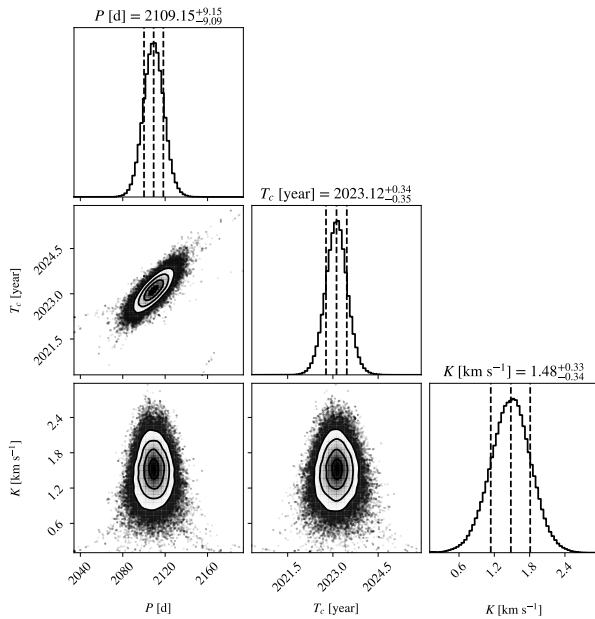 P [d] = 2109.15+9.15−9.09
Tc [year] = 2023.12+0.34−0.35
2024.5
2023.0
2021.5
Tc [year]
K [km s−1] = 1.48+0.33−0.34
2.4
1.8
1.2
0.6
K [km s−1]
2040 2080 2120 2160
2021.5 2023.0 2024.5
0.6 1.2 1.8 2.4
P [d] Tc [year] K [km s−1]